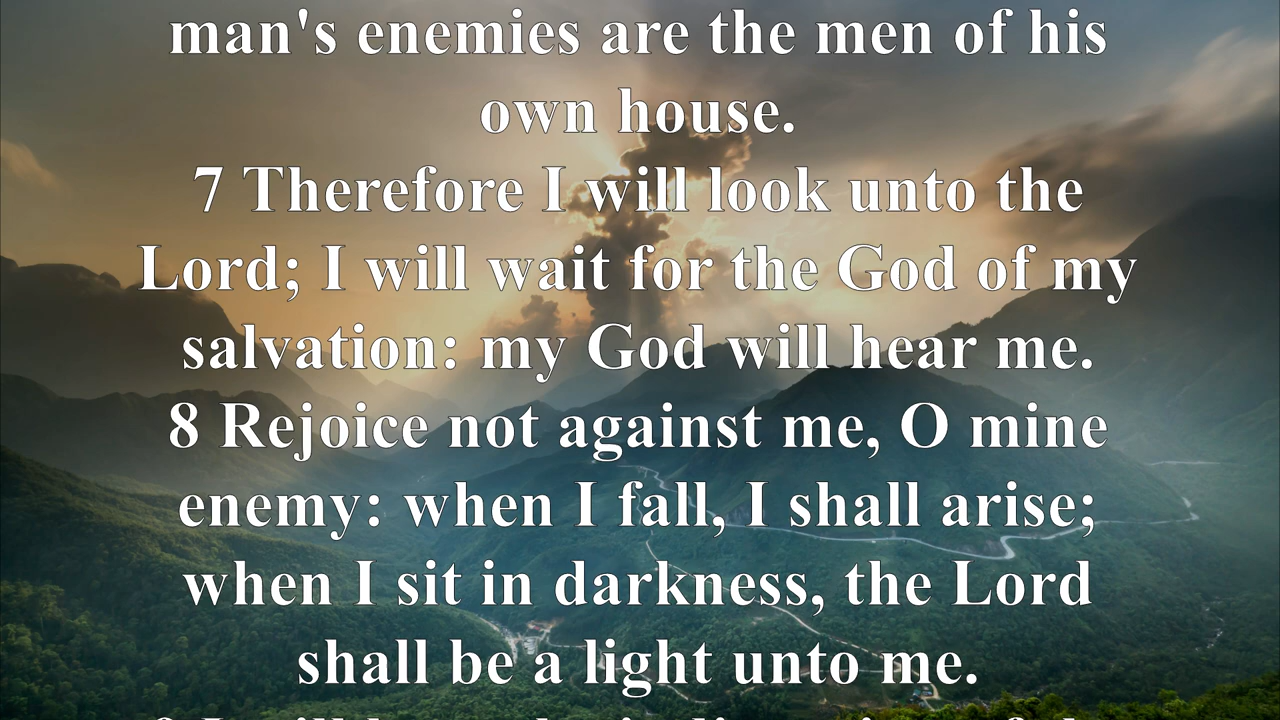 man's enemies are the men of his
own house.
7 Therefore I will look unto the
Lord; I will wait for the God of my
salvation: my God will hear me.
8 Rejoice not against me, O mine
enemy: when I fall, I shall arise;
when I sit in darkness, the Lord
shall be a light unto me.